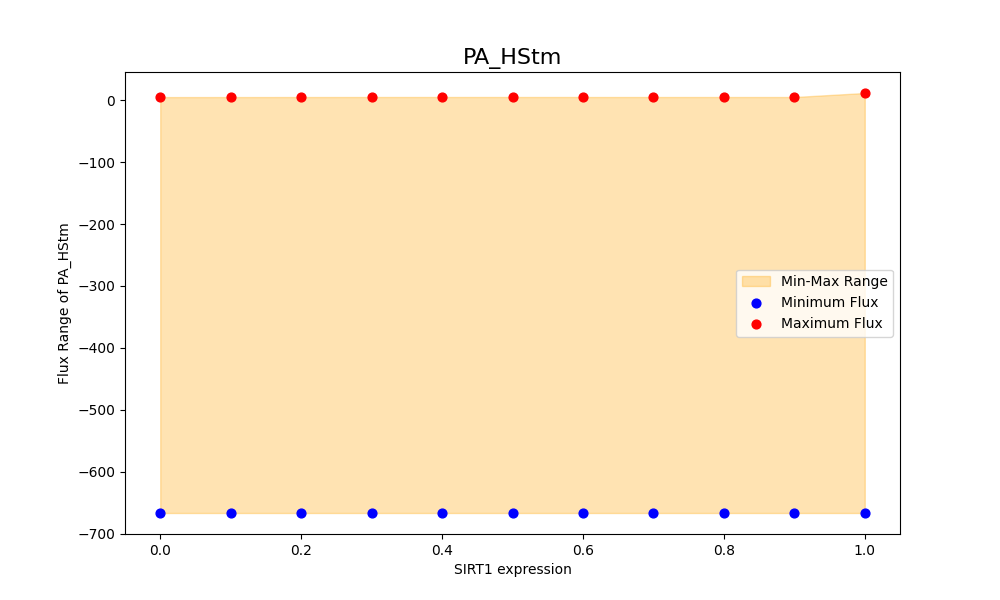 PA_HStm
Flux Range of PA_HStm
0
−100
−200
−300
−400
−500
−600
−700
0.0
0.2
0.4
0.6
0.8
1.0
SIRT1 expression
Min-Max Range
Minimum Flux
Maximum Flux